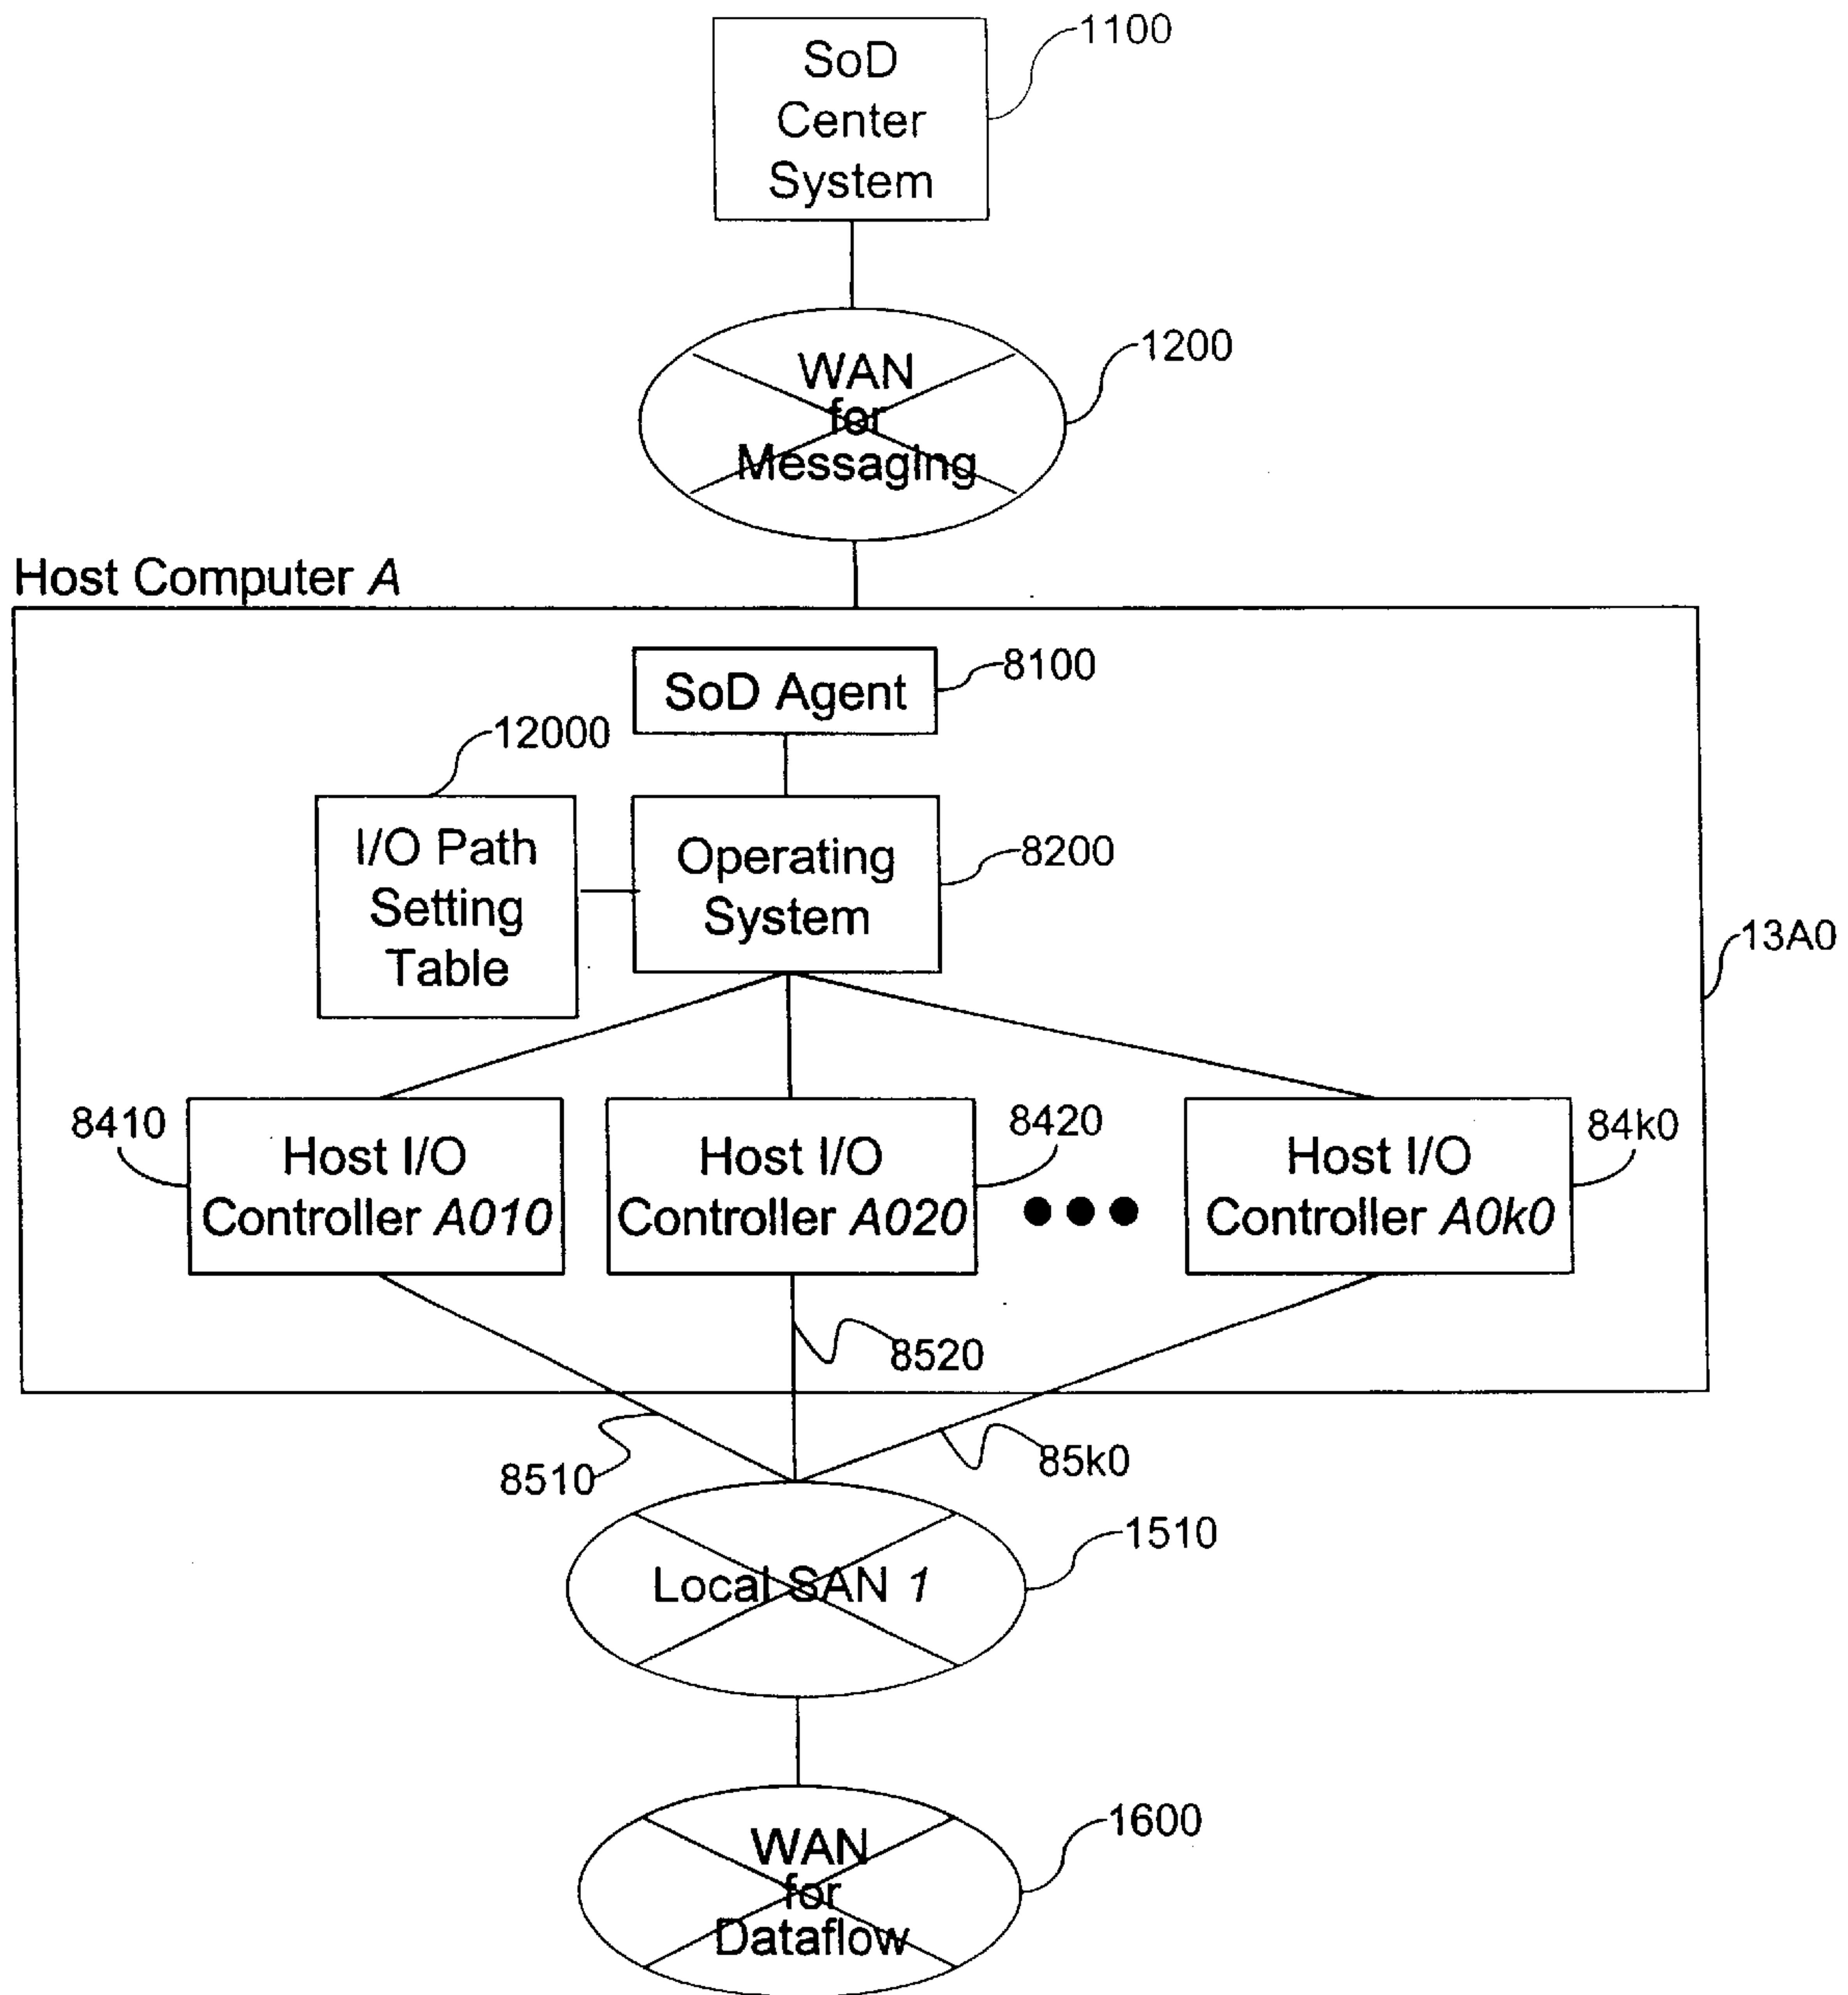 SoD
Center
System
1100
WAN
for
Messaging
1200
Host Computer A
SoD Agent
8100
12000
I/O Path
Setting
Table
Operating
System
8200
13A0
8410
Host I/O
Controller A010
8420
Host I/O
Controller A020
84k0
Host I/O
Controller A0k0
8520
8510
85k0
Local SAN 1
1510
WAN
for
Dataflow
1600